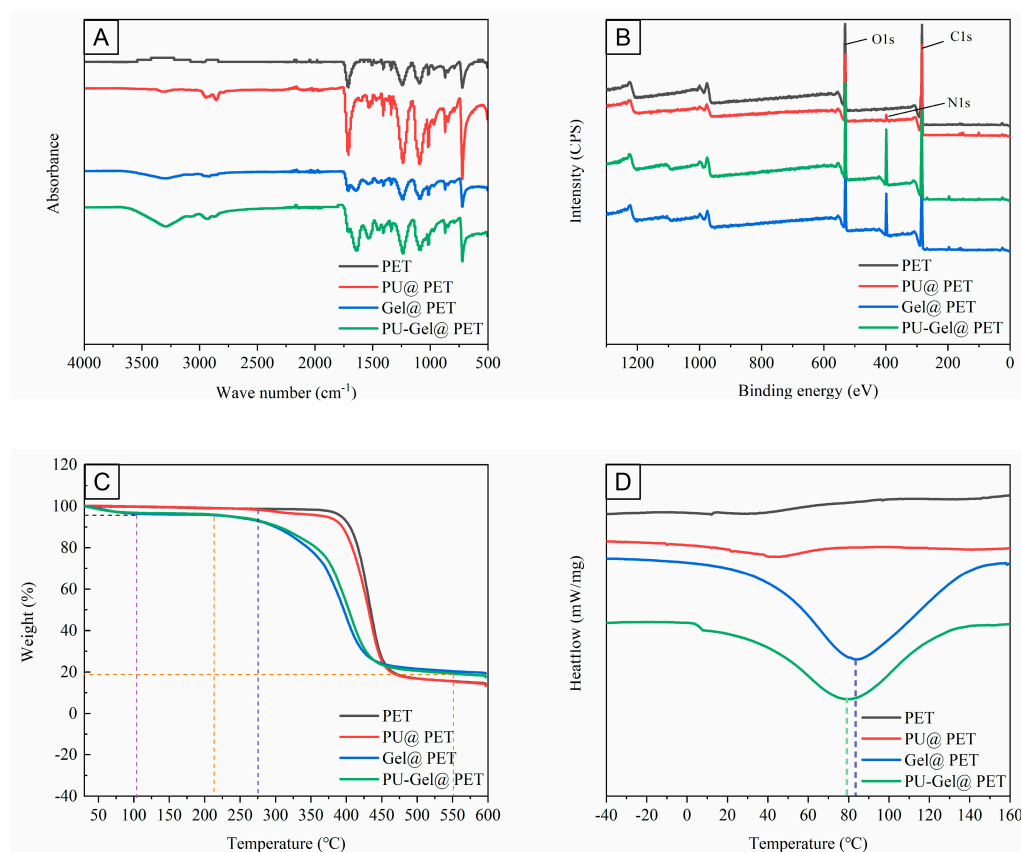 A
Absorbance
PET
PU@ PET
Gel@ PET
PU-Gel@ PET
4000 3500 3000 2500 2000 1500 1000 500
Wave number (cm-1)
B
O1s
C1s
N1s
Intensity (CPS)
PET
PU@ PET
Gel@ PET
PU-Gel@ PET
1200 1000 800 600 400 200 0
Binding energy (eV)
C
120
100
80
60
40
20
0
-20
-40
Weight (%)
PET
PU@ PET
Gel@ PET
PU-Gel@ PET
50 100 150 200 250 300 350 400 450 500 550 600
Temperature (℃)
D
Heatflow (mW/mg)
PET
PU@ PET
Gel@ PET
PU-Gel@ PET
-40 -20 0 20 40 60 80 100 120 140 160
Temperature (℃)